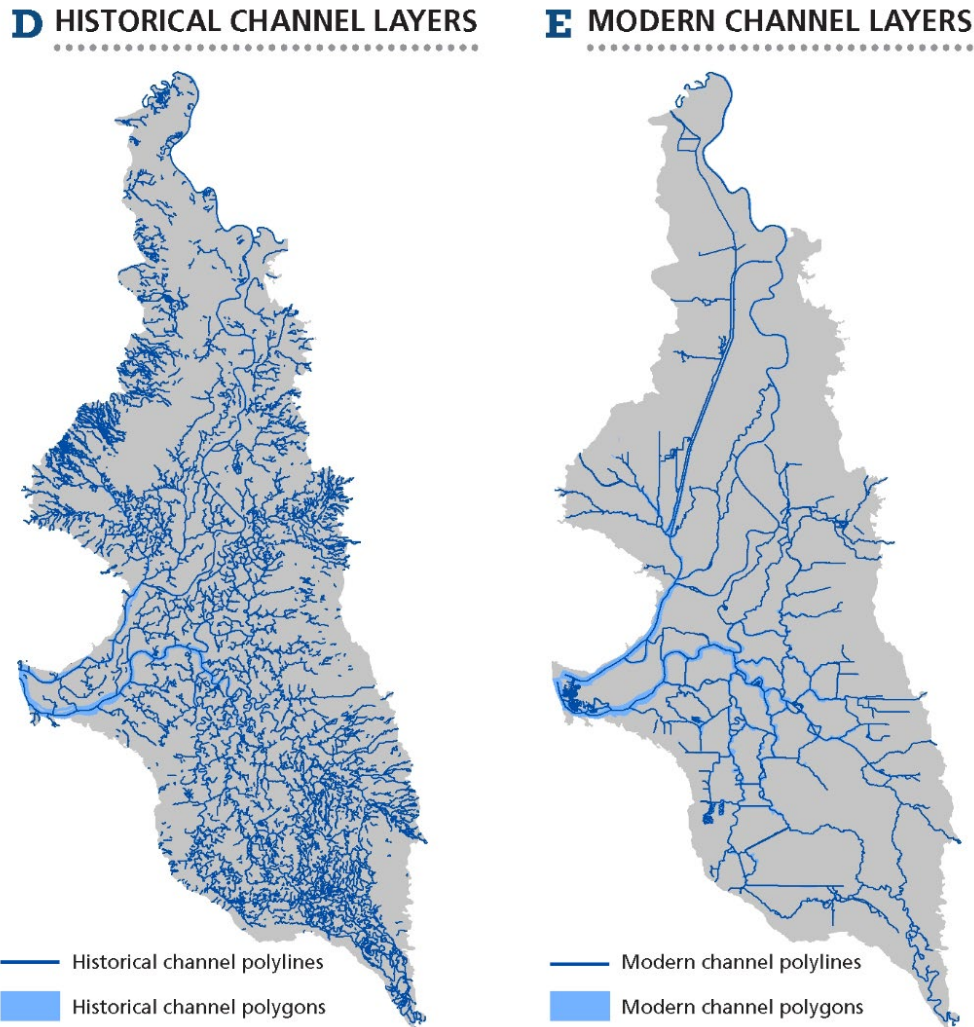 D HISTORICAL CHANNEL LAYERS
E MODERN CHANNEL LAYERS
Historical channel polylines
Historical channel polygons
Modern channel polylines
Modern channel polygons